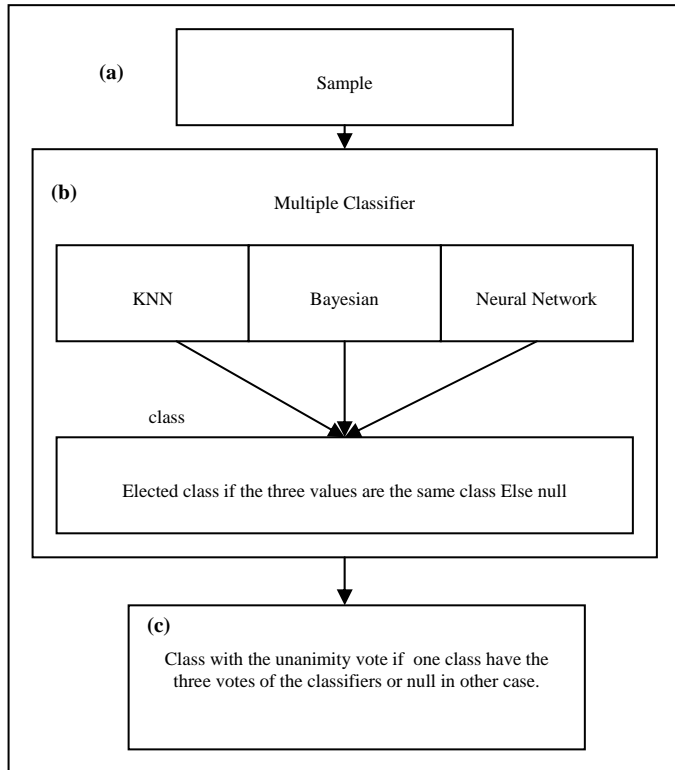 (a)
Sample
(b)
Multiple Classifier
KNN
Bayesian
Neural Network
class
Elected class if the three values are the same class Else null
(c)
Class with the unanimity vote if one class have the
three votes of the classifiers or null in other case.